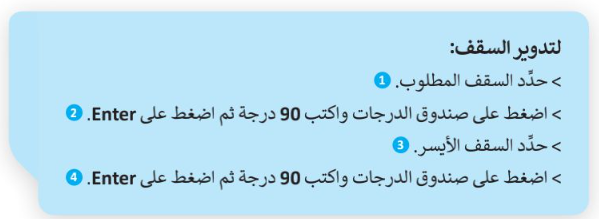 لتدوير السقف:
> حدِّد السقف المطلوب. 1
> اضغط على صندوق الدرجات واكتب 90 درجة ثم اضغط على Enter. 2
> حدِّد السقف الأيسر. 3
> اضغط على صندوق الدرجات واكتب 90 درجة ثم اضغط على Enter. 4